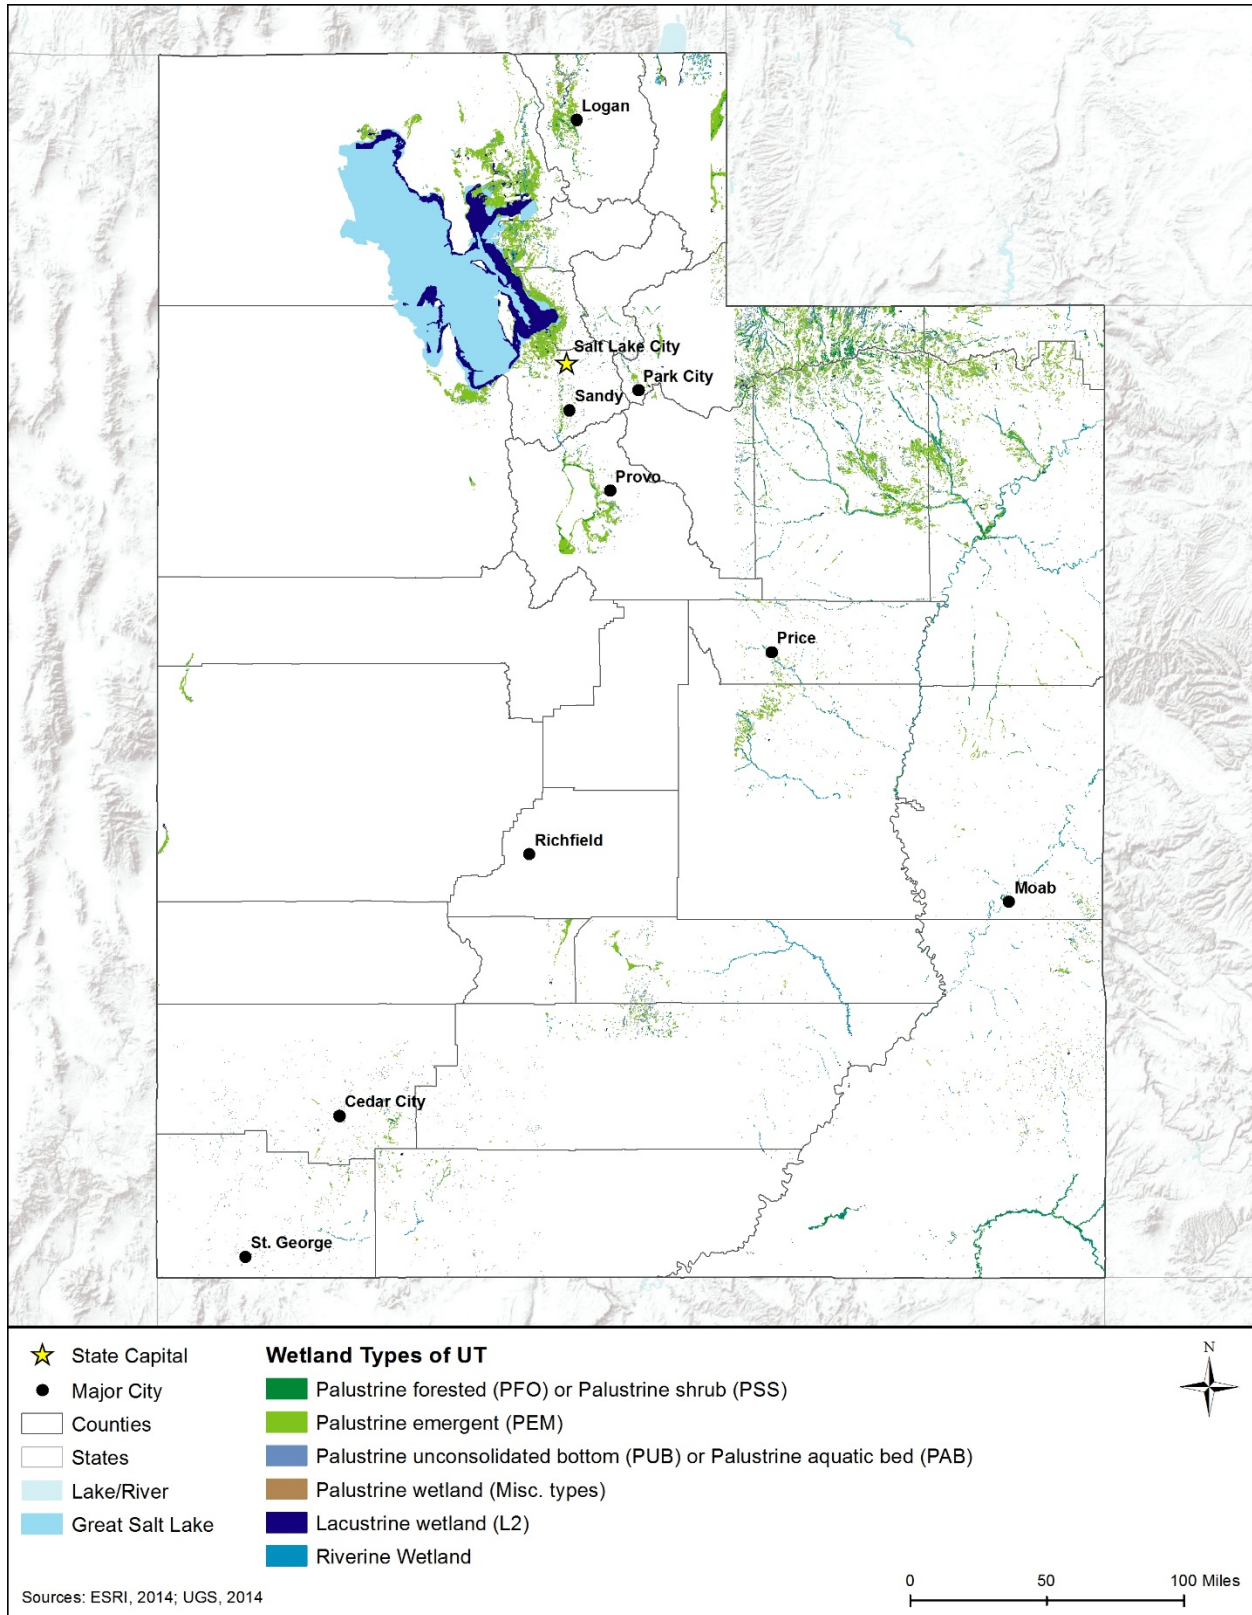 Logan
Salt Lake City
Park City
Sandy
Provo
Price
Richfield
Moab
Cedar City
St. George
State Capital
Major City
Counties
States
Lake/River
Great Salt Lake
Wetland Types of UT
Palustrine forested (PFO) or Palustrine shrub (PSS)
Palustrine emergent (PEM)
Palustrine unconsolidated bottom (PUB) or Palustrine aquatic bed (PAB)
Palustrine wetland (Misc. types)
Lacustrine wetland (L2)
Riverine Wetland
N
0 50 100 Miles
Sources: ESRI, 2014; UGS, 2014